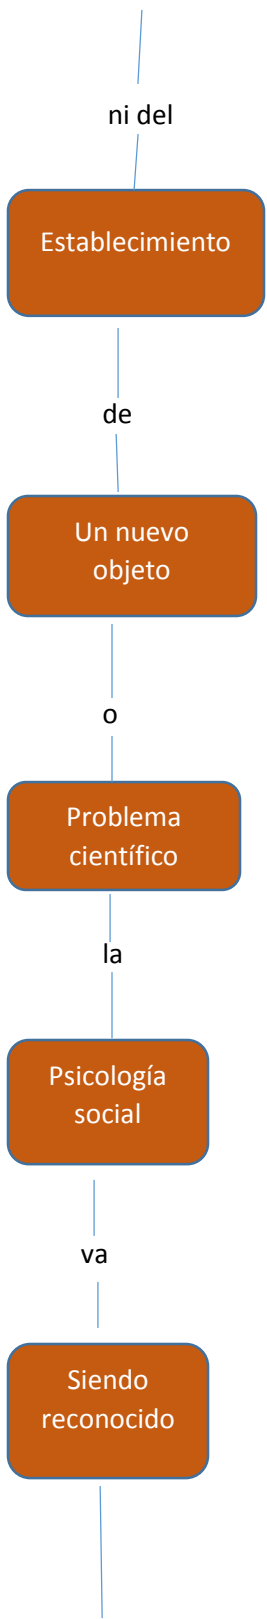 ni del
Establecimiento
de
Un nuevo
objeto
o
Problema
científico
la
Psicología
social
va
Siendo
reconocido